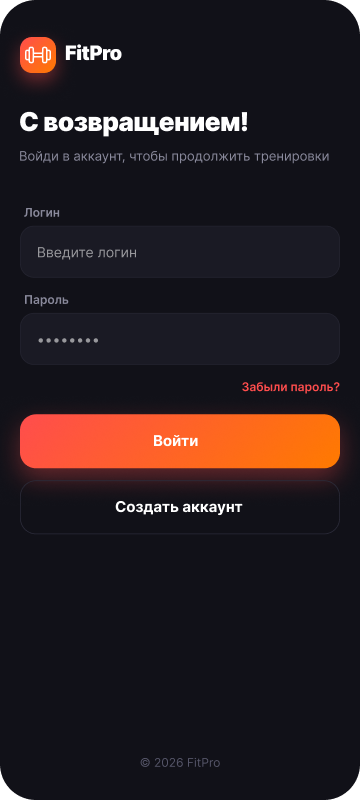 FitPro
С возвращением!
Войди в аккаунт, чтобы продолжить тренировки
Логин
Введите логин
Пароль
••••••••
Забыли пароль?
Войти
Создать аккаунт
© 2026 FitPro